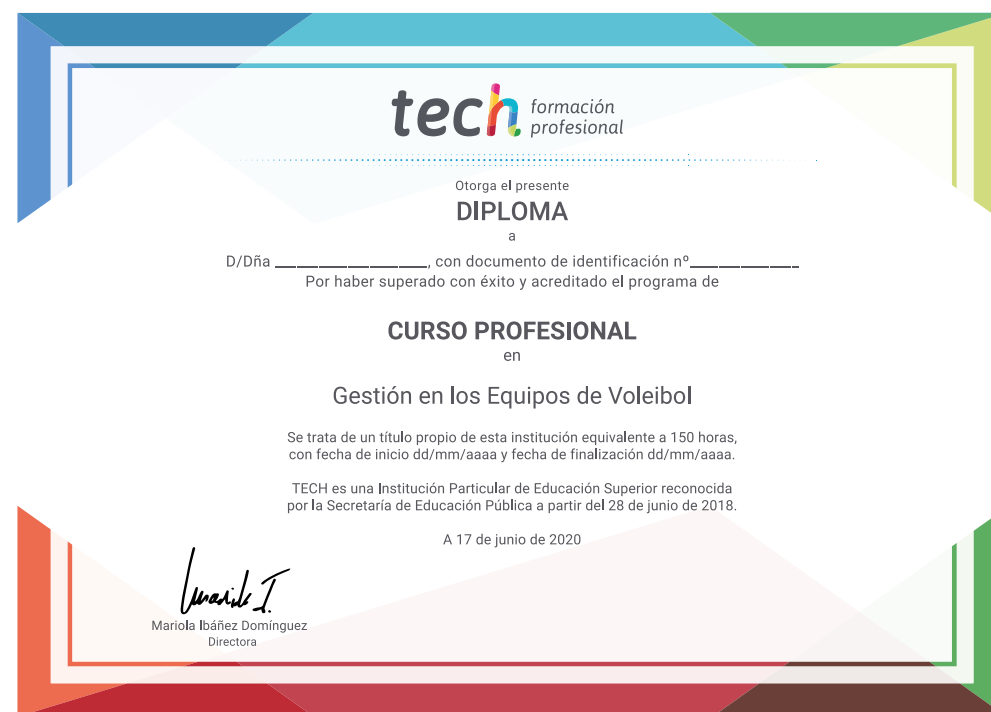 tech formación profesional
Otorga el presente
DIPLOMA
a
D/Dña ____________________, con documento de identificación nº______________
Por haber superado con éxito y acreditado el programa de
CURSO PROFESIONAL
en
Gestión en los Equipos de Voleibol
Se trata de un título propio de esta institución equivalente a 150 horas,
con fecha de inicio dd/mm/aaaa y fecha de finalización dd/mm/aaaa.
TECH es una Institución Particular de Educación Superior reconocida
por la Secretaría de Educación Pública a partir del 28 de junio de 2018.
A 17 de junio de 2020
Mariola Ibáñez Domínguez
Directora